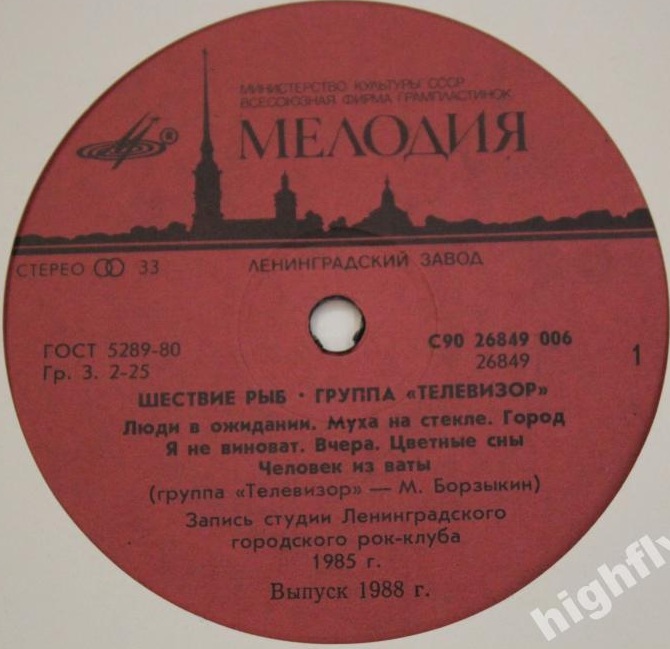 МИНИСТЕРСТВО КУЛЬТУРЫ СССР
ВСЕСОЮЗНАЯ ФИРМА ГРАМПЛАСТИНОК
МЕЛОДИЯ
®
СТЕРЕО 33
ЛЕНИНГРАДСКИЙ ЗАВОД
ГОСТ 5289-80
Гр. 3. 2-25
С90 26849 006
26849
1
ШЕСТВИЕ РЫБ · ГРУППА «ТЕЛЕВИЗОР»
Люди в ожидании. Муха на стекле. Город
Я не виноват. Вчера. Цветные сны
Человек из ваты
(группа «Телевизор» — М. Борзыкин)
Запись студии Ленинградского
городского рок-клуба
1985 г.
Выпуск 1988 г.
highfly